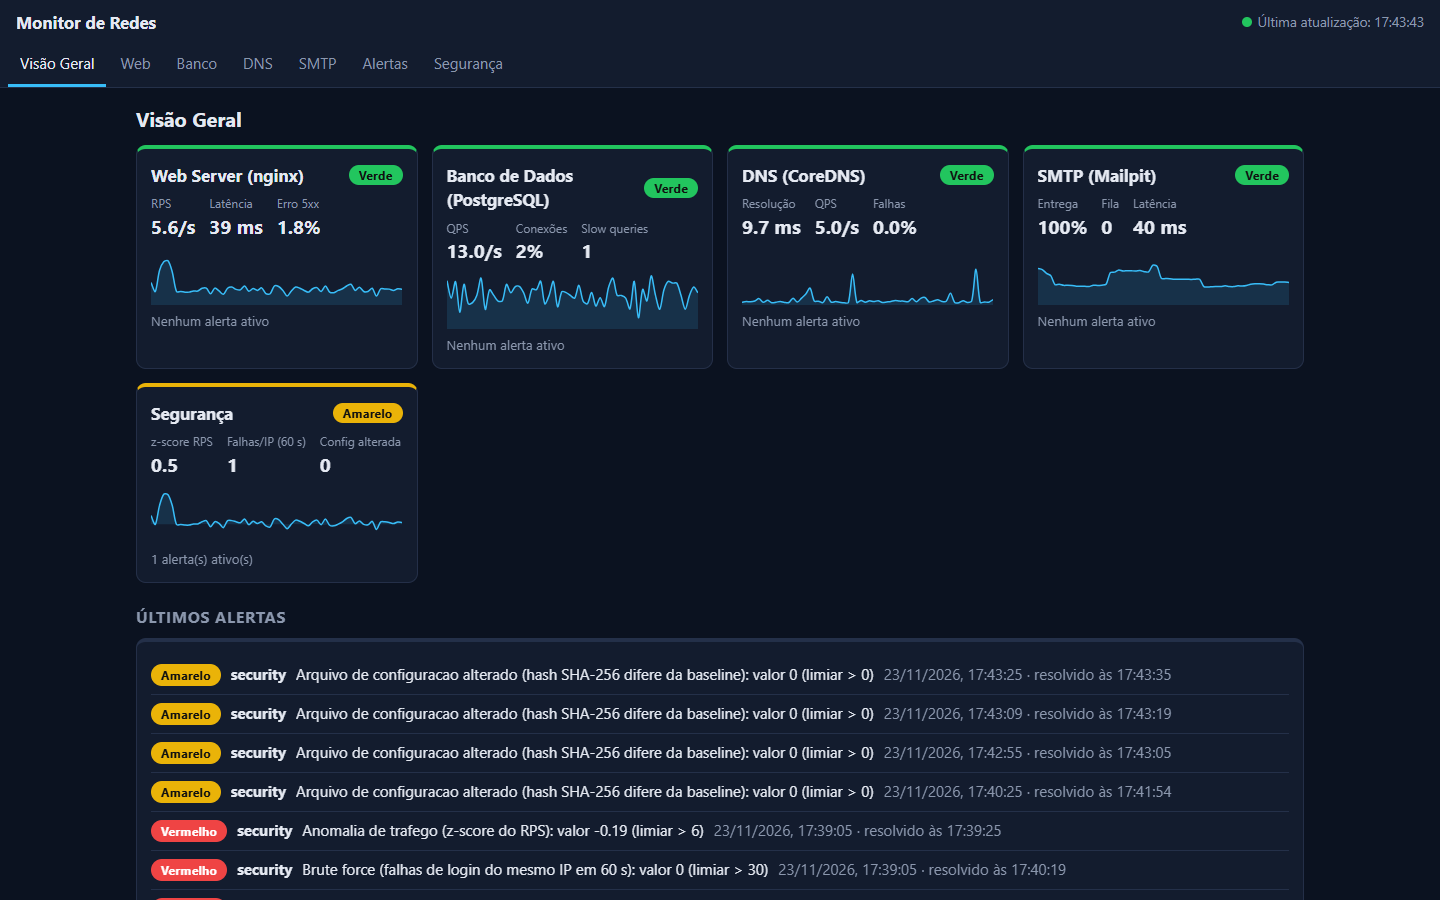 Monitor de Redes
Última atualização: 17:43:43
Visão Geral Web Banco DNS SMTP Alertas Segurança
Visão Geral
Web Server (nginx) Verde
RPS Latência Erro 5xx
5.6/s 39 ms 1.8%
Nenhum alerta ativo
Banco de Dados
(PostgreSQL)
Verde
QPS Conexões Slow queries
13.0/s 2% 1
Nenhum alerta ativo
DNS (CoreDNS) Verde
Resolução QPS Falhas
9.7 ms 5.0/s 0.0%
Nenhum alerta ativo
SMTP (Mailpit) Verde
Entrega Fila Latência
100% 0 40 ms
Nenhum alerta ativo
Segurança Amarelo
z-score RPS Falhas/IP (60 s) Config alterada
0.5 1 0
1 alerta(s) ativo(s)
ÚLTIMOS ALERTAS
Amarelo security Arquivo de configuracao alterado (hash SHA-256 difere da baseline): valor 0 (limiar > 0) 23/11/2026, 17:43:25 · resolvido às 17:43:35
Amarelo security Arquivo de configuracao alterado (hash SHA-256 difere da baseline): valor 0 (limiar > 0) 23/11/2026, 17:43:09 · resolvido às 17:43:19
Amarelo security Arquivo de configuracao alterado (hash SHA-256 difere da baseline): valor 0 (limiar > 0) 23/11/2026, 17:42:55 · resolvido às 17:43:05
Amarelo security Arquivo de configuracao alterado (hash SHA-256 difere da baseline): valor 0 (limiar > 0) 23/11/2026, 17:40:25 · resolvido às 17:41:54
Vermelho security Anomalia de trafego (z-score do RPS): valor -0.19 (limiar > 6) 23/11/2026, 17:39:05 · resolvido às 17:39:25
Vermelho security Brute force (falhas de login do mesmo IP em 60 s): valor 0 (limiar > 30) 23/11/2026, 17:39:05 · resolvido às 17:40:19